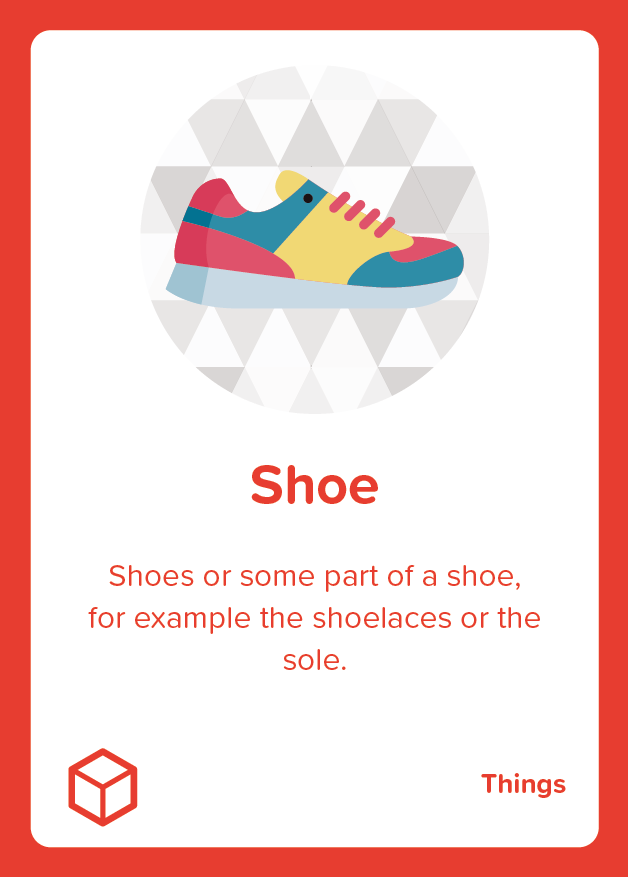 Shoe
Shoes or some part of a shoe,
for example the shoelaces or the
sole.
Things